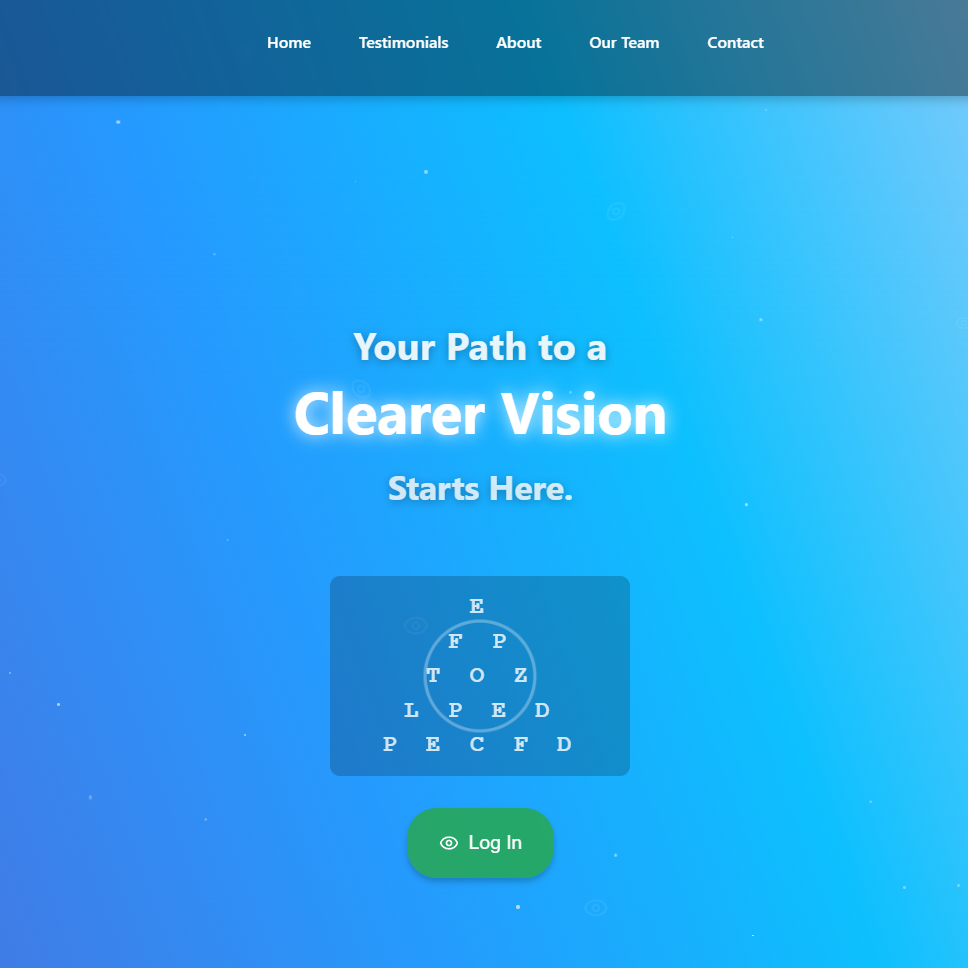 Home Testimonials About Our Team Contact
Your Path to a
Clearer Vision
Starts Here.
E
F P
T O Z
L P E D
P E C F D
Log In